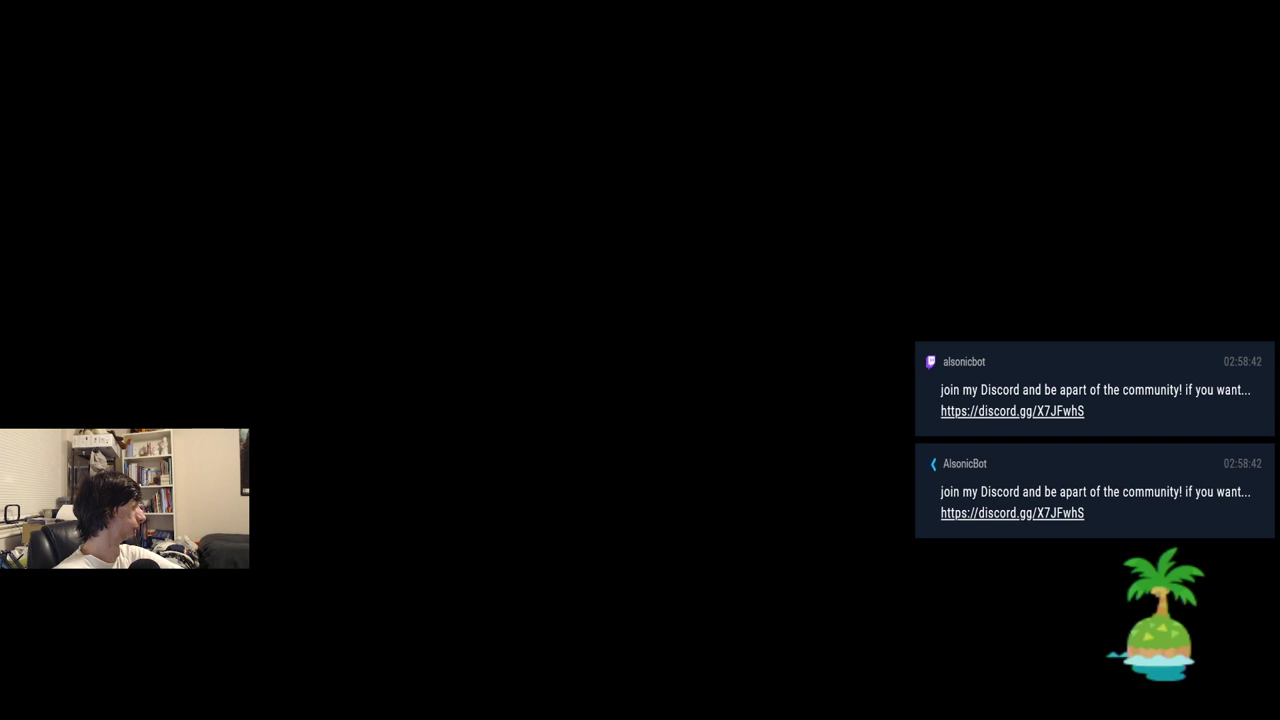 alsonicbot 02:58:42
join my Discord and be apart of the community! if you want...
https://discord.gg/X7JFwhS
AlsonicBot 02:58:42
join my Discord and be apart of the community! if you want...
https://discord.gg/X7JFwhS